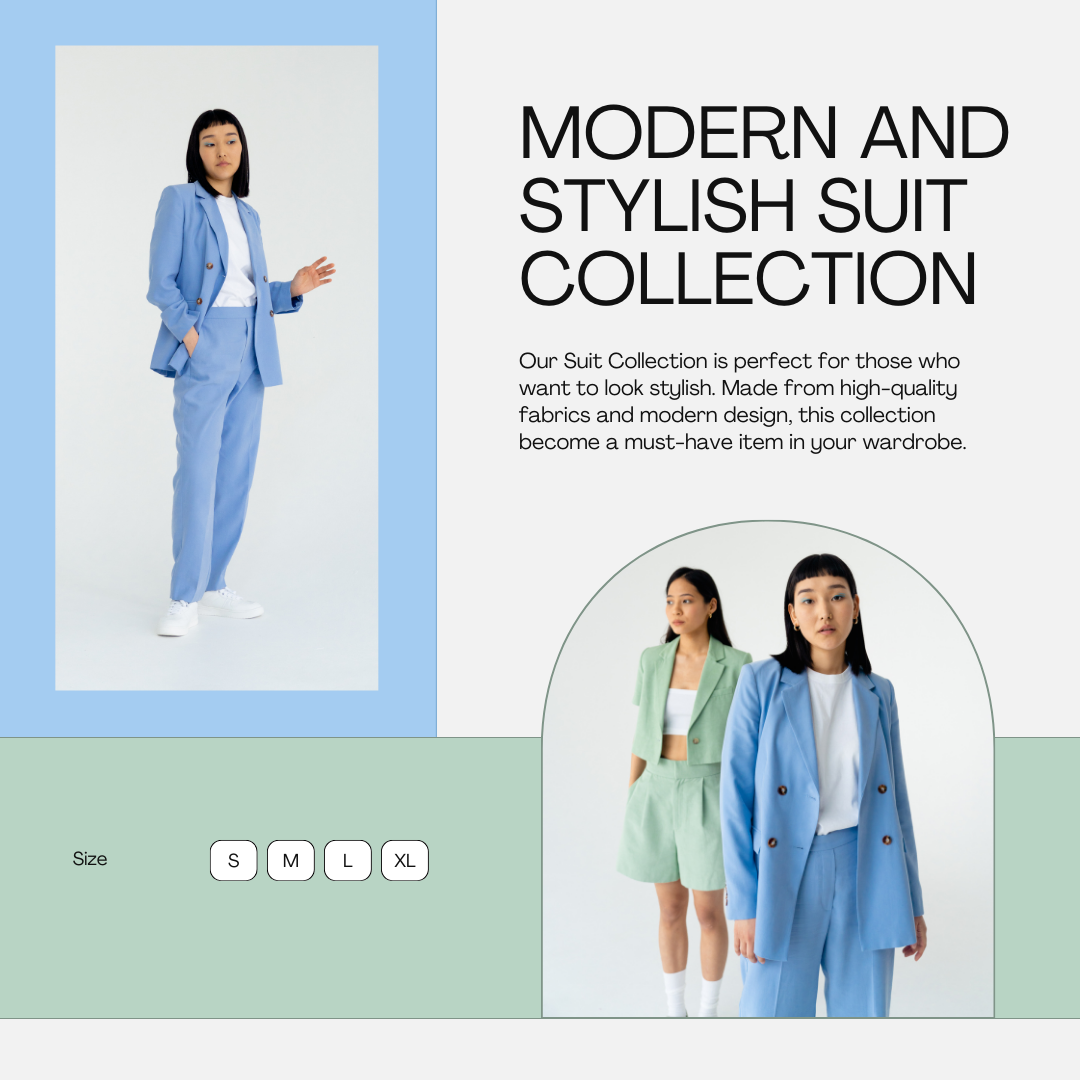 MODERN AND
STYLISH SUIT
COLLECTION
Our Suit Collection is perfect for those who
want to look stylish. Made from high-quality
fabrics and modern design, this collection
become a must-have item in your wardrobe.
Size S M L XL